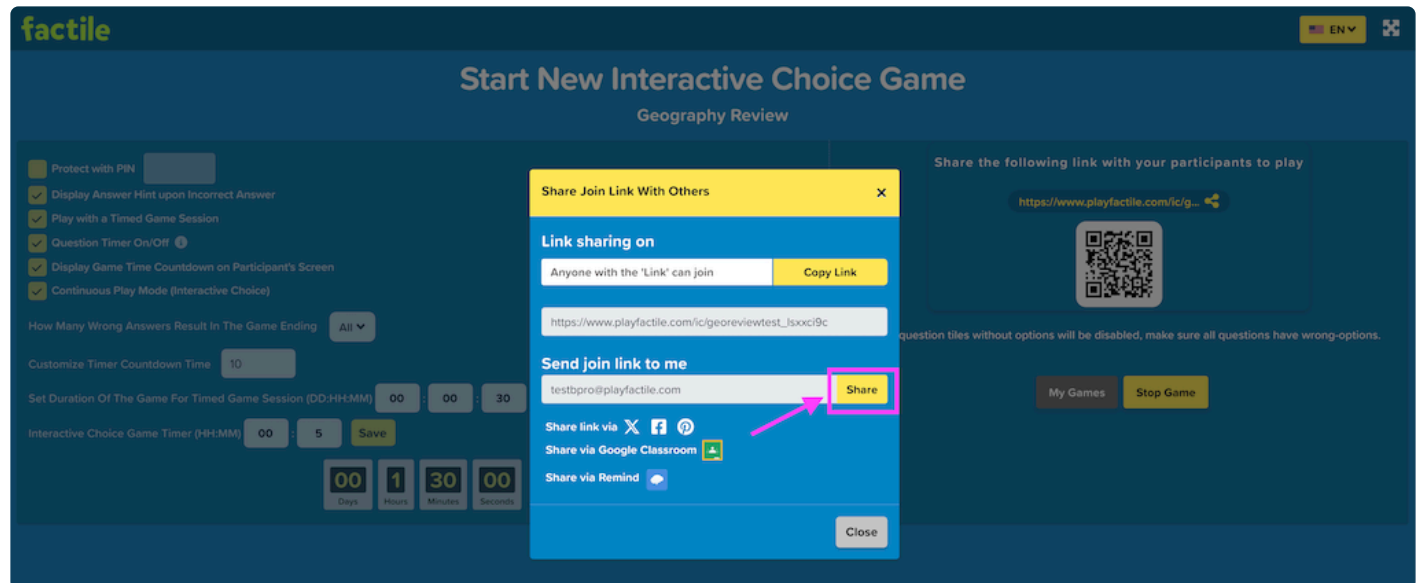 factile
EN
Start New Interactive Choice Game
Geography Review
Protect with PIN
Display Answer Hint upon Incorrect Answer
Play with a Timed Game Session
Question Timer On/Off
Display Game Time Countdown on Participant's Screen
Continuous Play Mode (Interactive Choice)
How Many Wrong Answers Result In The Game Ending All
Customize Timer Countdown Time 10
Set Duration Of The Game For Timed Game Session (DD:HH:MM) 00 : 00 : 30
Interactive Choice Game Timer (HH:MM) 00 : 5 Save
00 1 30 00
Days Hours Minutes Seconds
Share Join Link With Others ×
Link sharing on
Anyone with the 'Link' can join Copy Link
https://www.playfactile.com/ic/georeviewtest_lsxxci9c
Send join link to me
testbpro@playfactile.com Share
Share link via
Share via Google Classroom
Share via Remind
Close
Share the following link with your participants to play
https://www.playfactile.com/ic/g...
question tiles without options will be disabled, make sure all questions have wrong-options.
My Games Stop Game